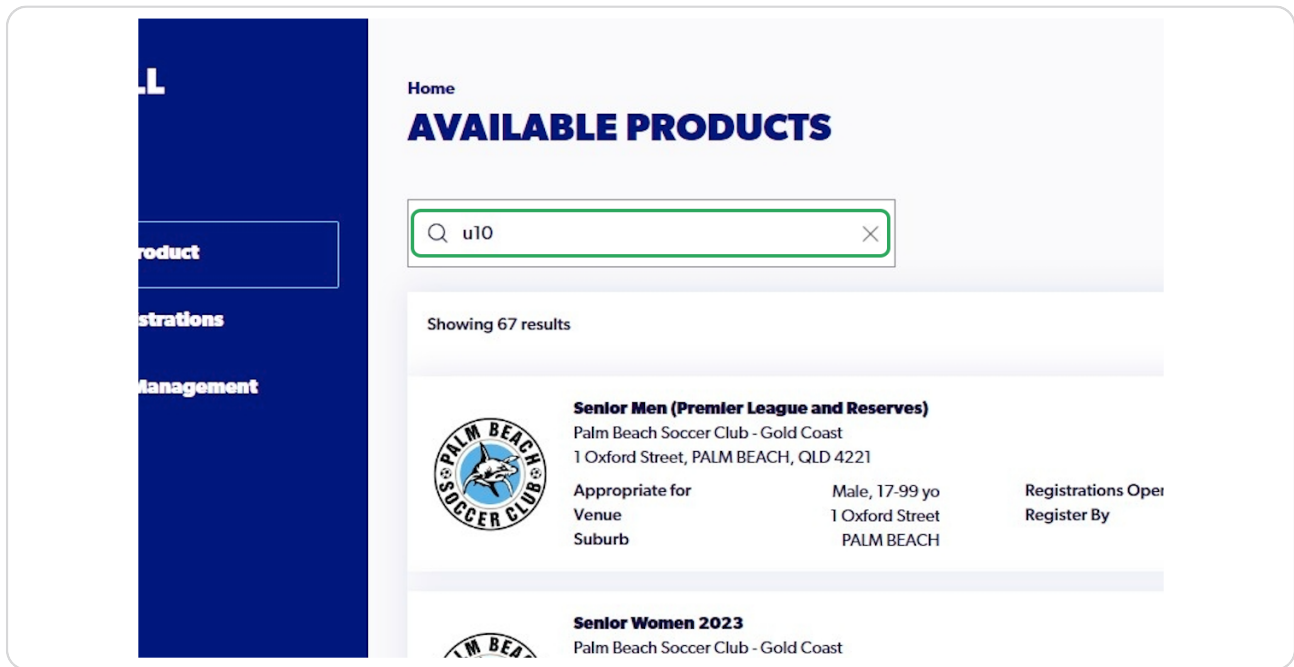 LL
Home
AVAILABLE PRODUCTS
u10
roduct
Showing 67 results
strations
Management
Senior Men (Premier League and Reserves)
Palm Beach Soccer Club - Gold Coast
1 Oxford Street, PALM BEACH, QLD 4221
Appropriate for Male, 17-99 yo Registrations Oper
Venue 1 Oxford Street Register By
Suburb PALM BEACH
PALM BEACH
SOCCER CLUB
Senior Women 2023
Palm Beach Soccer Club - Gold Coast
LM BEA